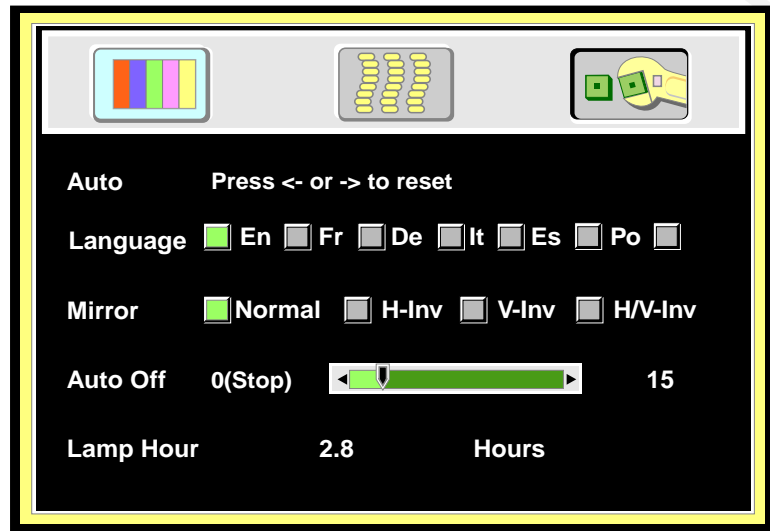 Auto Press <- or -> to reset
Language En Fr De It Es Po
Mirror Normal H-Inv V-Inv H/V-Inv
Auto Off 0(Stop) 15
Lamp Hour 2.8 Hours